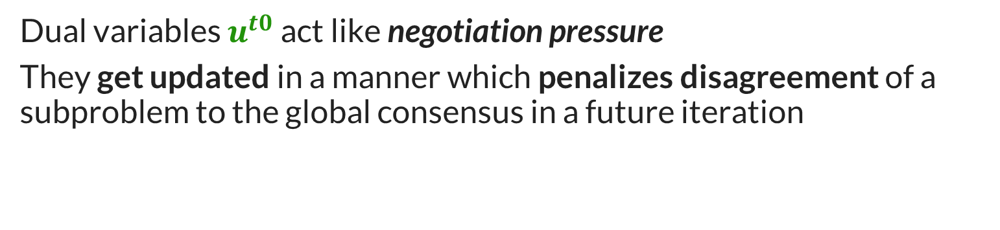 Dual variables u^{t0} act like negotiation pressure
They get updated in a manner which penalizes disagreement of a
subproblem to the global consensus in a future iteration